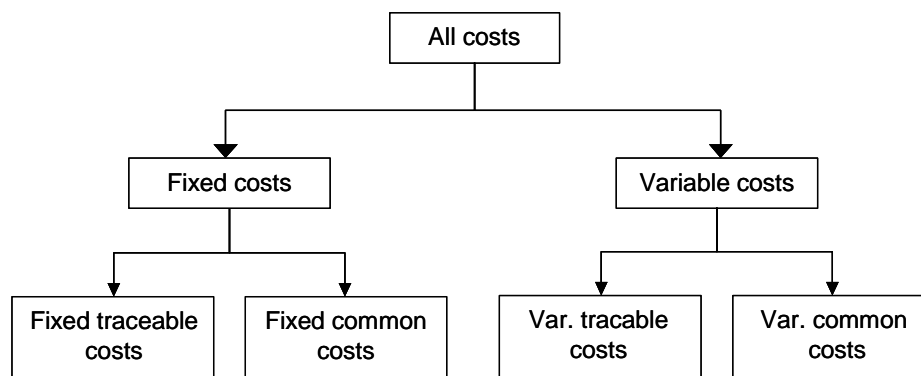 All costs
Fixed costs
Variable costs
Fixed traceable
costs
Fixed common
costs
Var. tracable
costs
Var. common
costs